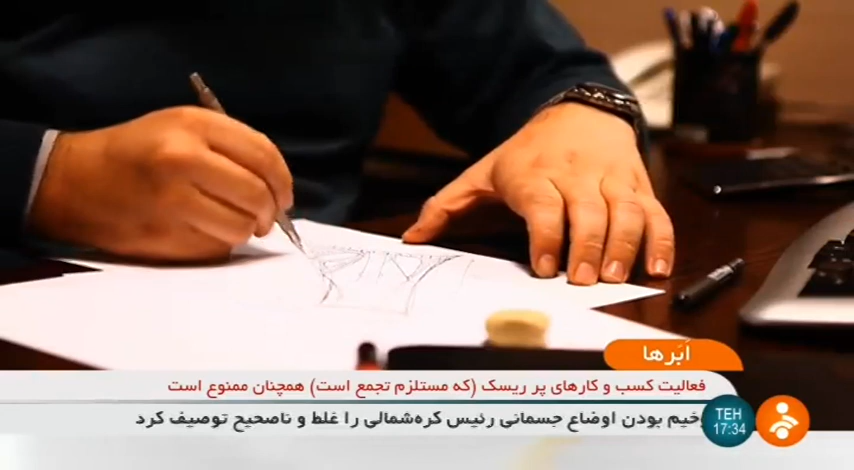 اَبَرها
فعالیت کسب و کارهای پر ریسک (که مستلزم تجمع است) همچنان ممنوع است
بودن اوضاع جسمانی رئیس کره‌شمالی را غلط و ناصحیح توصیف کرد
TEH
17:34